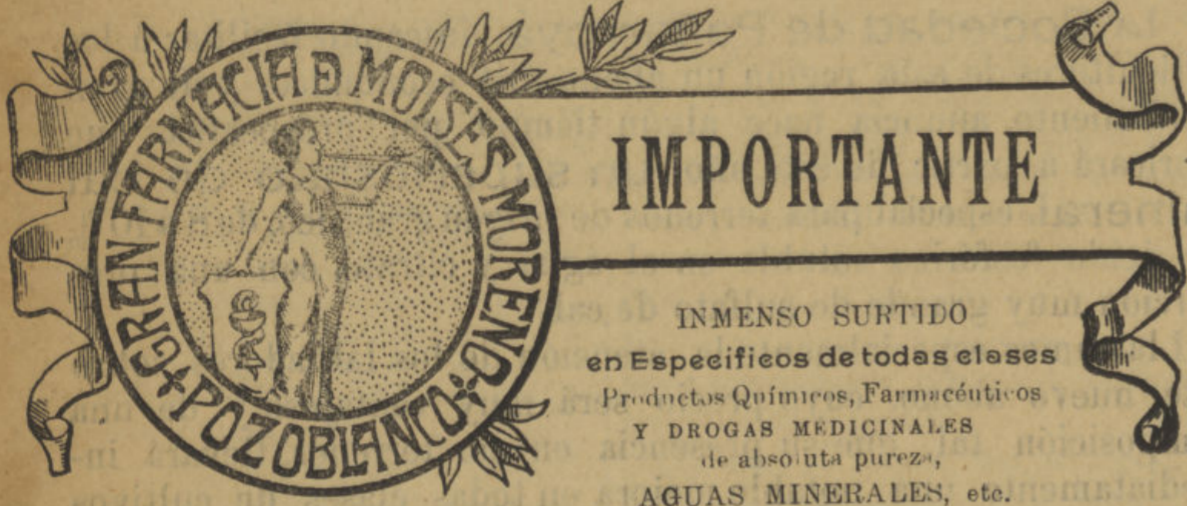 GRAN FARMACIA DE MOISES MORENO
POZOBLANCO
IMPORTANTE
INMENSO SURTIDO
en Especificos de todas clases
Productos Químicos, Farmacéuticos
Y DROGAS MEDICINALES
de absoluta pureza,
AGUAS MINERALES, etc.